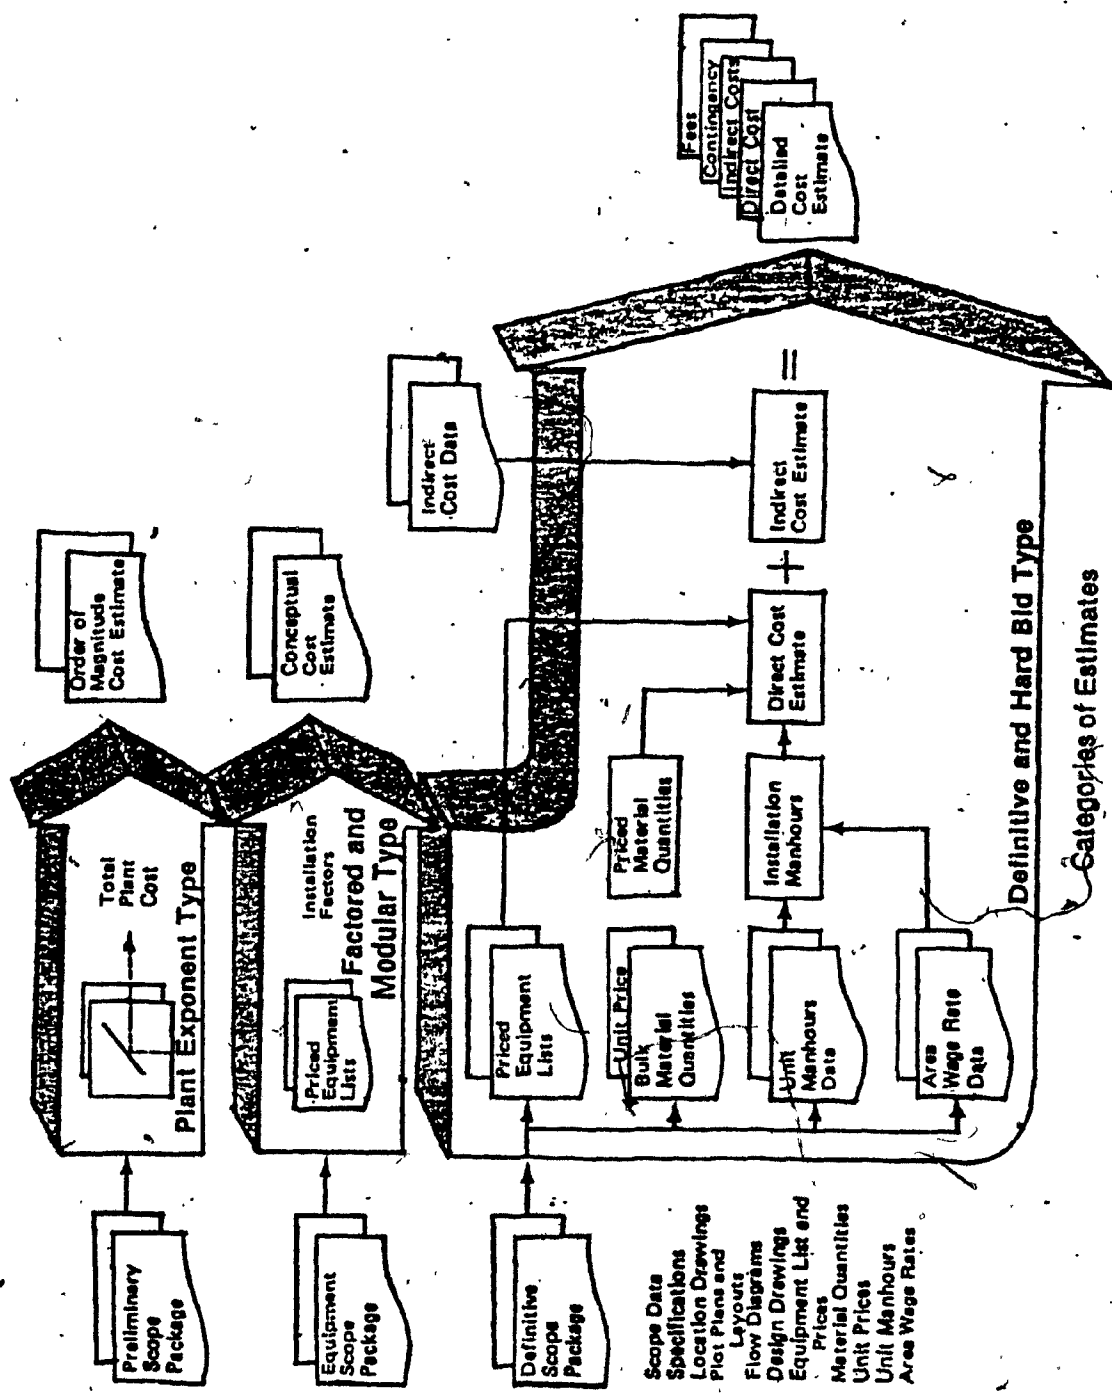 Preliminary
Scope
Package
Total
Plant
Cost
Plant Exponent Type
Order of
Magnitude
Cost Estimate
Equipment
Scope
Package
Priced
Equipment
Lists
Installation
Factors
Factored and
Modular Type
Conceptual
Cost
Estimate
Definitive
Scope
Package
Priced
Equipment
Lists
Unit Price
Bulk
Material
Quantities
Unit
Manhours
Data
Area
Wage Rate
Data
Priced
Material
Quantities
Installation
Manhours
Direct Cost
Estimate
+
Indirect
Cost Data
Indirect
Cost Estimate
=
Fees
Contingency
Indirect Costs
Direct Cost
Detailed
Cost
Estimate
Scope Data
Specifications
Location Drawings
Plot Plans and
Layouts
Flow Diagrams
Design Drawings
Equipment List and
Prices
Material Quantities
Unit Prices
Unit Manhours
Area Wage Rates
Definitive and Hard Bid Type
Categories of Estimates